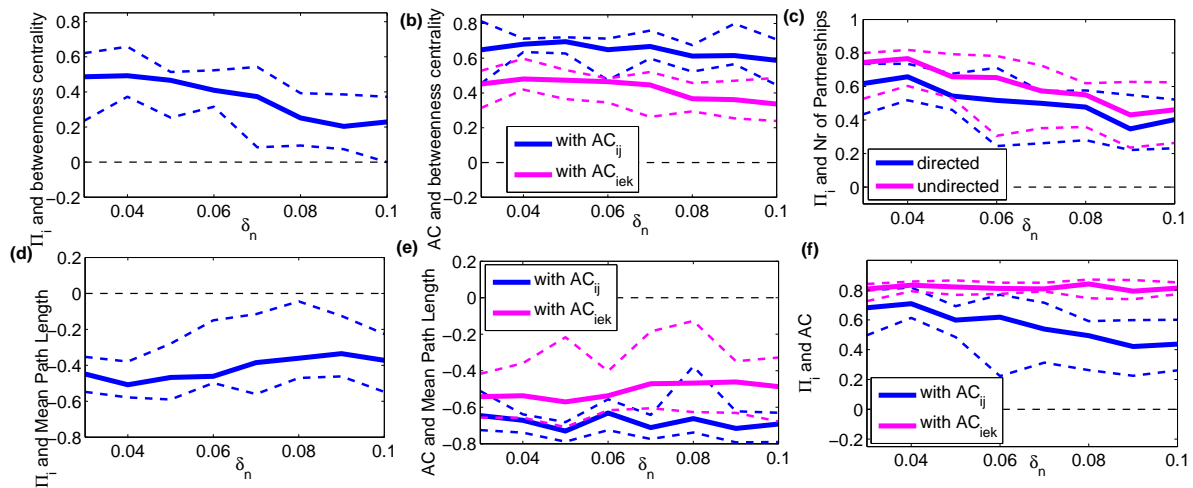 (a)
Π_i and betweenness centrality
0.8
0.6
0.4
0.2
0
−0.2
0.04 0.06 0.08 0.1
δ_n
(b)
AC and betweenness centrality
0.8
0.6
0.4
0.2
0
−0.2
with AC_ij
with AC_iek
0.04 0.06 0.08 0.1
δ_n
(c)
Π_i and Nr of Partnerships
1
0.8
0.6
0.4
0.2
0
directed
undirected
0.04 0.06 0.08 0.1
δ_n
(d)
Π_i and Mean Path Length
0.2
0
−0.2
−0.4
−0.6
−0.8
0.04 0.06 0.08 0.1
δ_n
(e)
AC and Mean Path Length
0.2
0
−0.2
−0.4
−0.6
−0.8
with AC_ij
with AC_iek
0.04 0.06 0.08 0.1
δ_n
(f)
Π_i and AC
1
0.8
0.6
0.4
0.2
0
−0.2
with AC_ij
with AC_iek
0.04 0.06 0.08 0.1
δ_n